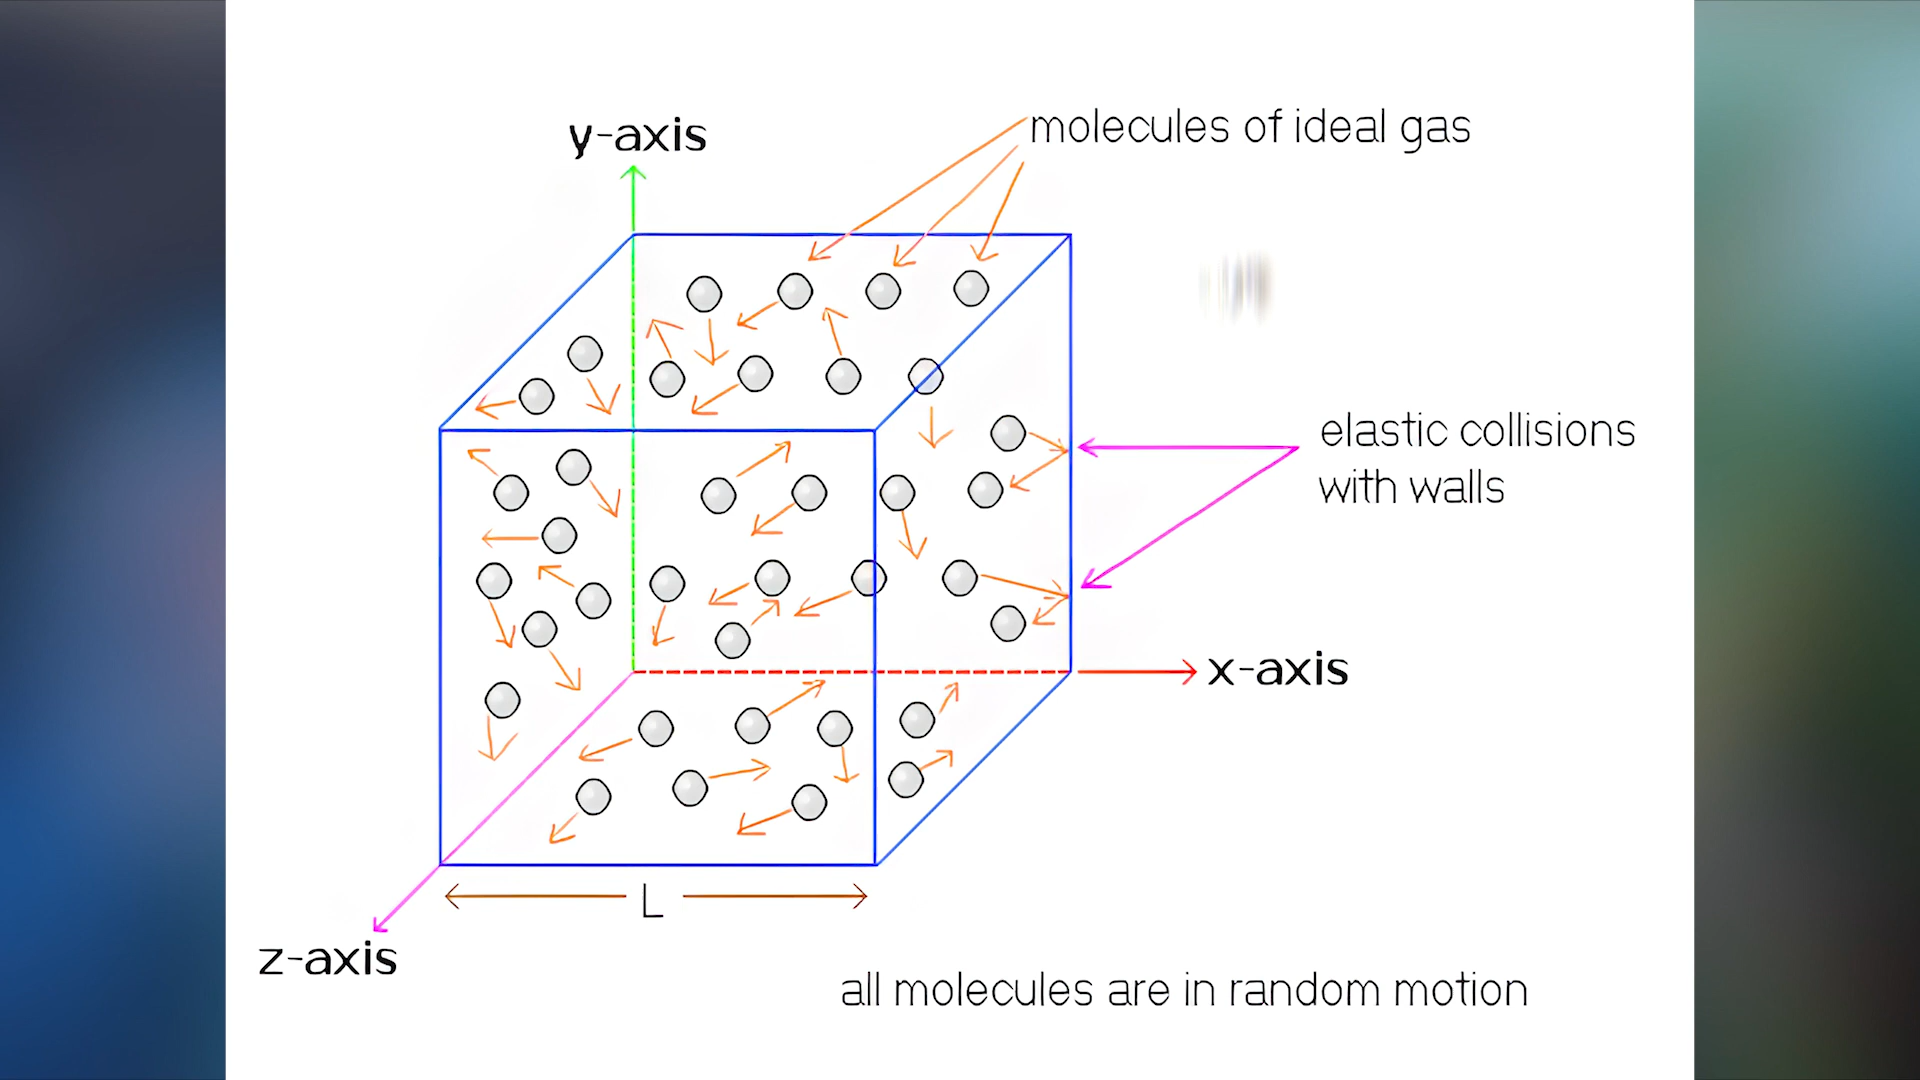 y-axis
molecules of ideal gas
elastic collisions
with walls
x-axis
L
z-axis
all molecules are in random motion